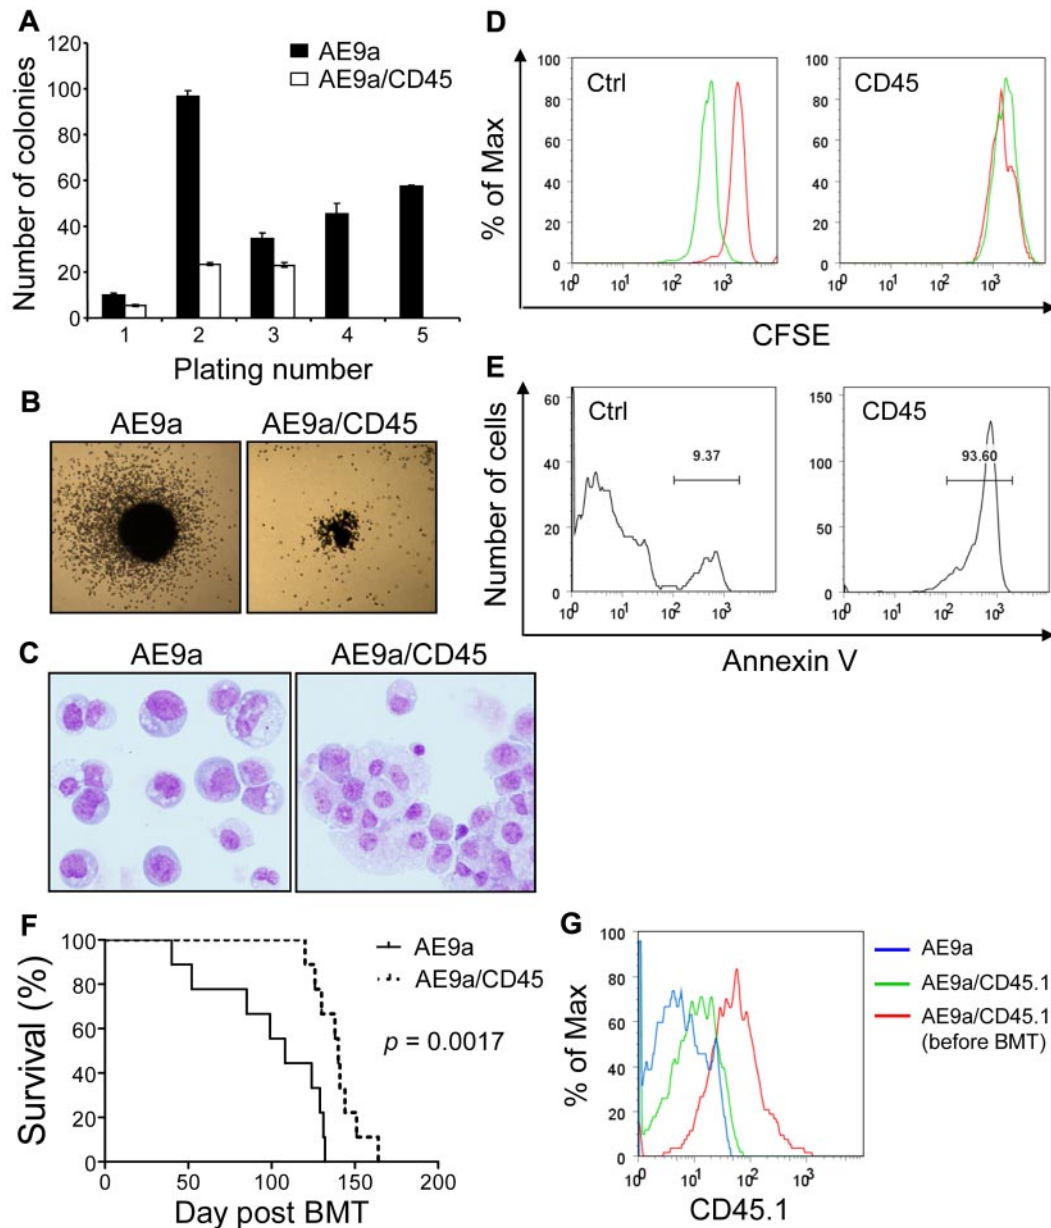 A
120
100
80
60
40
20
0
Number of colonies
AE9a
AE9a/CD45
1 2 3 4 5
Plating number
B
AE9a AE9a/CD45
C
AE9a AE9a/CD45
D
% of Max
Ctrl
100
80
60
40
20
0
10⁰ 10¹ 10² 10³
CD45
100
80
60
40
20
0
10⁰ 10¹ 10² 10³
CFSE
E
Number of cells
Ctrl
60
40
20
0
9.37
10⁰ 10¹ 10² 10³
CD45
150
100
50
0
93.60
10⁰ 10¹ 10² 10³
Annexin V
F
Survival (%)
100
80
60
40
20
0
0 50 100 150 200
Day post BMT
AE9a
AE9a/CD45
p = 0.0017
G
% of Max
100
80
60
40
20
0
10⁰ 10¹ 10² 10³
CD45.1
AE9a
AE9a/CD45.1
AE9a/CD45.1
(before BMT)